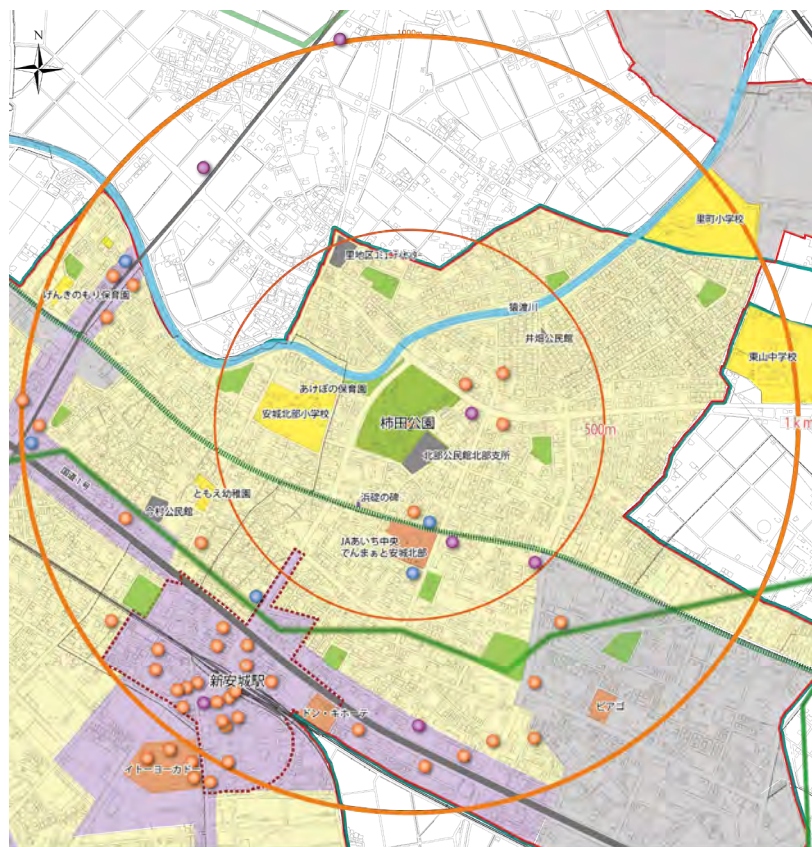 N
1000m
里町小学校
里地区ｺﾐｭﾆﾃｨｾﾝﾀｰ
げんきのもり保育園
猿渡川
井畑公民館
東山中学校
あけぼの保育園
安城北部小学校
柿田公園
500m
1km
北部公民館北部支所
国道1号
ともえ幼稚園
浜碇の碑
今村公民館
JAあいち中央
でんまぁと安城北部
新安城駅
ドン・キホーテ
ピアゴ
イトーヨーカドー